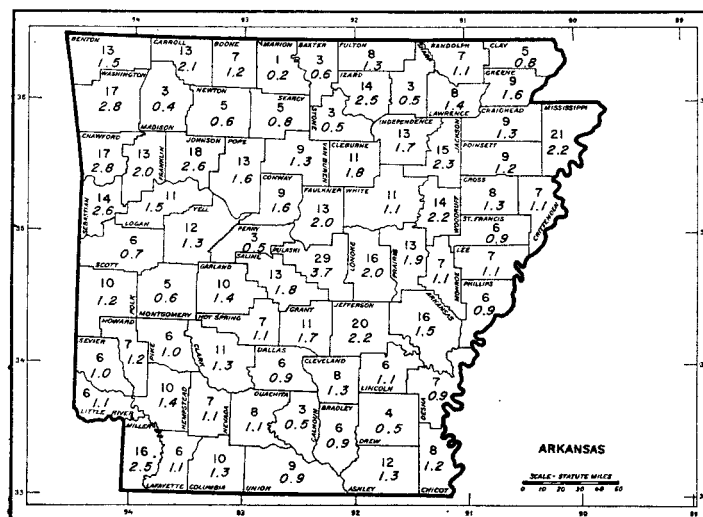 94 93 92 91 90 89
BENTON CARROLL BOONE MARION BAXTER FULTON RANDOLPH CLAY
13 13 7 1 3 8 7 5
1.5 2.1 1.2 0.2 0.6 1.3 1.1 0.8
WASHINGTON MADISON NEWTON SEARCY STONE IZARD LAWRENCE GREENE
36 17 3 5 5 3 14 3 8 9 36
2.8 0.4 0.6 0.8 0.5 2.5 0.5 1.4 1.6
CRAIGHEAD MISSISSIPPI
9 21
1.3 2.2
CRAWFORD FRANKLIN JOHNSON POPE VAN BUREN CLEBURNE INDEPENDENCE JACKSON POINSETT
17 13 18 13 9 11 13 15 9
2.8 2.0 2.6 1.6 1.3 1.8 1.7 2.3 1.2
SEBASTIAN LOGAN YELL CONWAY FAULKNER WHITE WOODRUFF CROSS CRITTENDEN
35 14 11 12 9 13 11 14 8 7 35
2.6 1.5 1.3 1.6 2.0 1.1 2.2 1.3 1.1
ST. FRANCIS
6
0.9
6 PERRY 3
0.7 0.5
SCOTT GARLAND SALINE PULASKI LONOKE PRAIRIE MONROE LEE
10 5 10 13 29 16 13 7 7
1.2 0.6 1.4 1.8 3.7 2.0 1.9 1.1 1.1
POLK MONTGOMERY HOT SPRING GRANT JEFFERSON ARKANSAS PHILLIPS
7 11 20 16 6
1.1 1.7 2.2 1.5 0.9
34 SEVIER HOWARD PIKE CLARK DALLAS CLEVELAND LINCOLN DESHA 34
6 7 6 11 6 8 6 7
1.0 1.2 1.0 1.3 0.9 1.3 1.1 0.9
LITTLE RIVER HEMPSTEAD NEVADA OUACHITA CALHOUN BRADLEY DREW
6 10 7 8 3 6 4
1.1 1.4 1.1 1.1 0.5 0.9 0.5
MILLER LAFAYETTE COLUMBIA UNION ASHLEY CHICOT
16 6 10 9 12 8
2.5 1.1 1.3 0.9 1.3 1.2
ARKANSAS
SCALE - STATUTE MILES
0 10 20 30 40 50
33 33
94 93 92 91 90 89